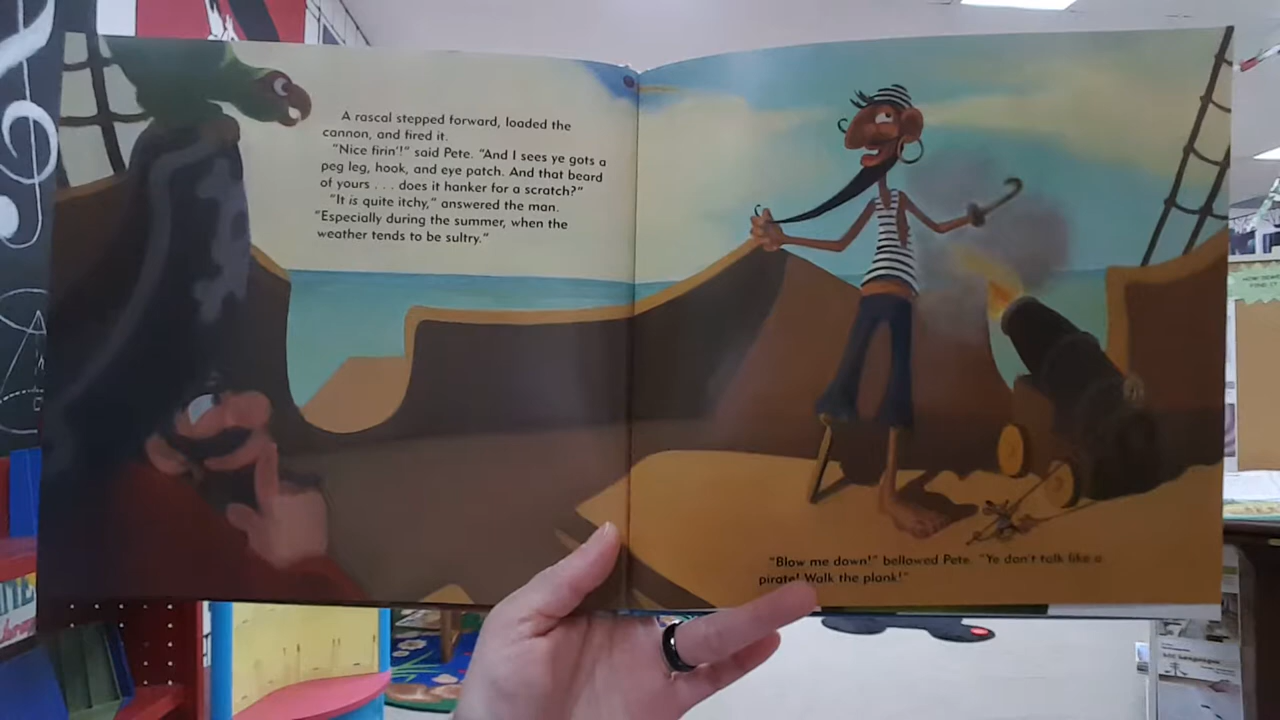 A rascal stepped forward, loaded the
cannon, and fired it.
"Nice firin'!" said Pete. "And I sees ye gots a
peg leg, hook, and eye patch. And that beard
of yours . . . does it hanker for a scratch?"
"It is quite itchy," answered the man.
"Especially during the summer, when the
weather tends to be sultry."
"Blow me down!" bellowed Pete. "Ye don't talk like a
pirate! Walk the plank!"